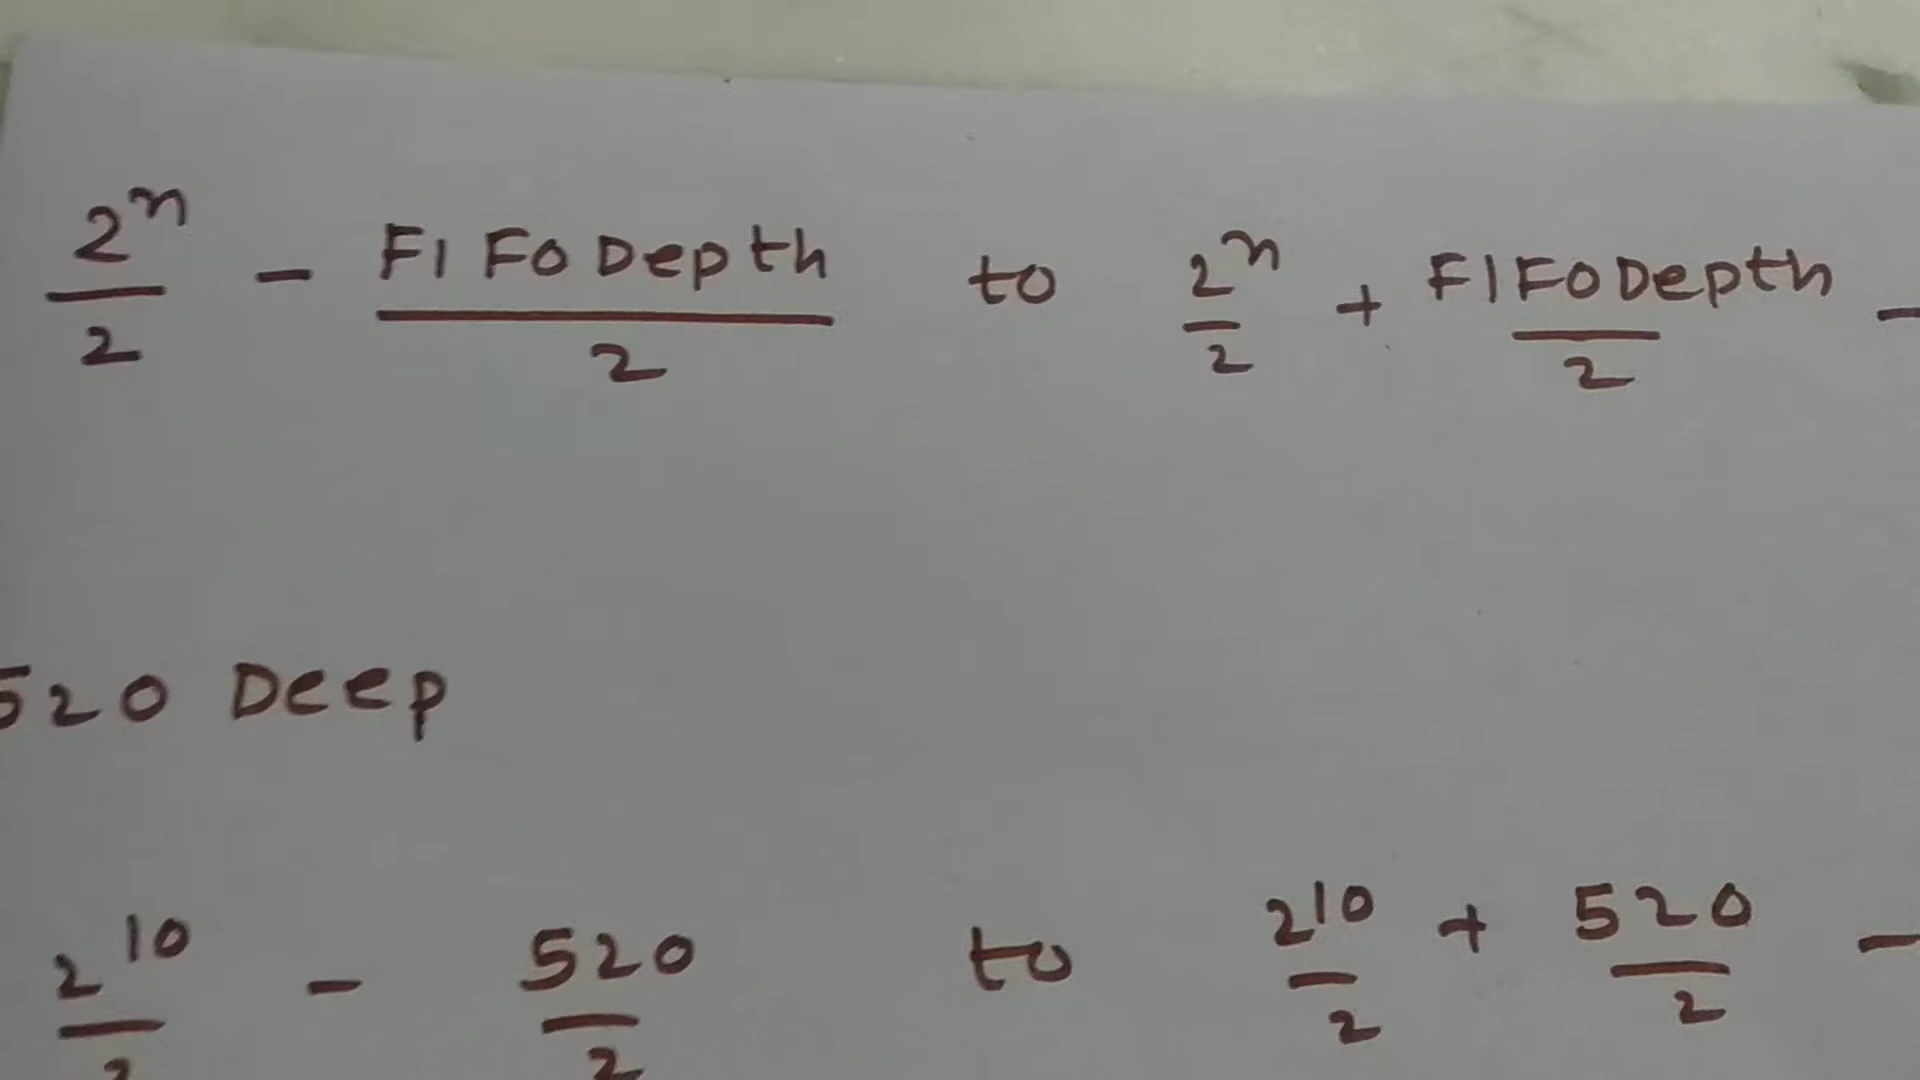 2^n/2 - FIFO Depth/2 to 2^n/2 + FIFO Depth/2 -
520 Deep
2^10/2 - 520/2 to 2^10/2 + 520/2 -